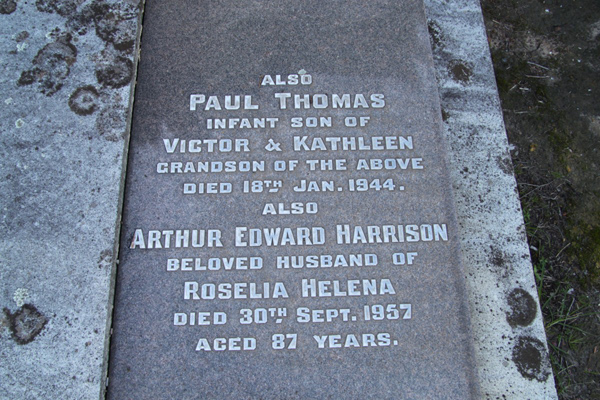 ALSO
PAUL THOMAS
INFANT SON OF
VICTOR & KATHLEEN
GRANDSON OF THE ABOVE
DIED 18TH JAN. 1944.
ALSO
ARTHUR EDWARD HARRISON
BELOVED HUSBAND OF
ROSELIA HELENA
DIED 30TH SEPT. 1957
AGED 87 YEARS.